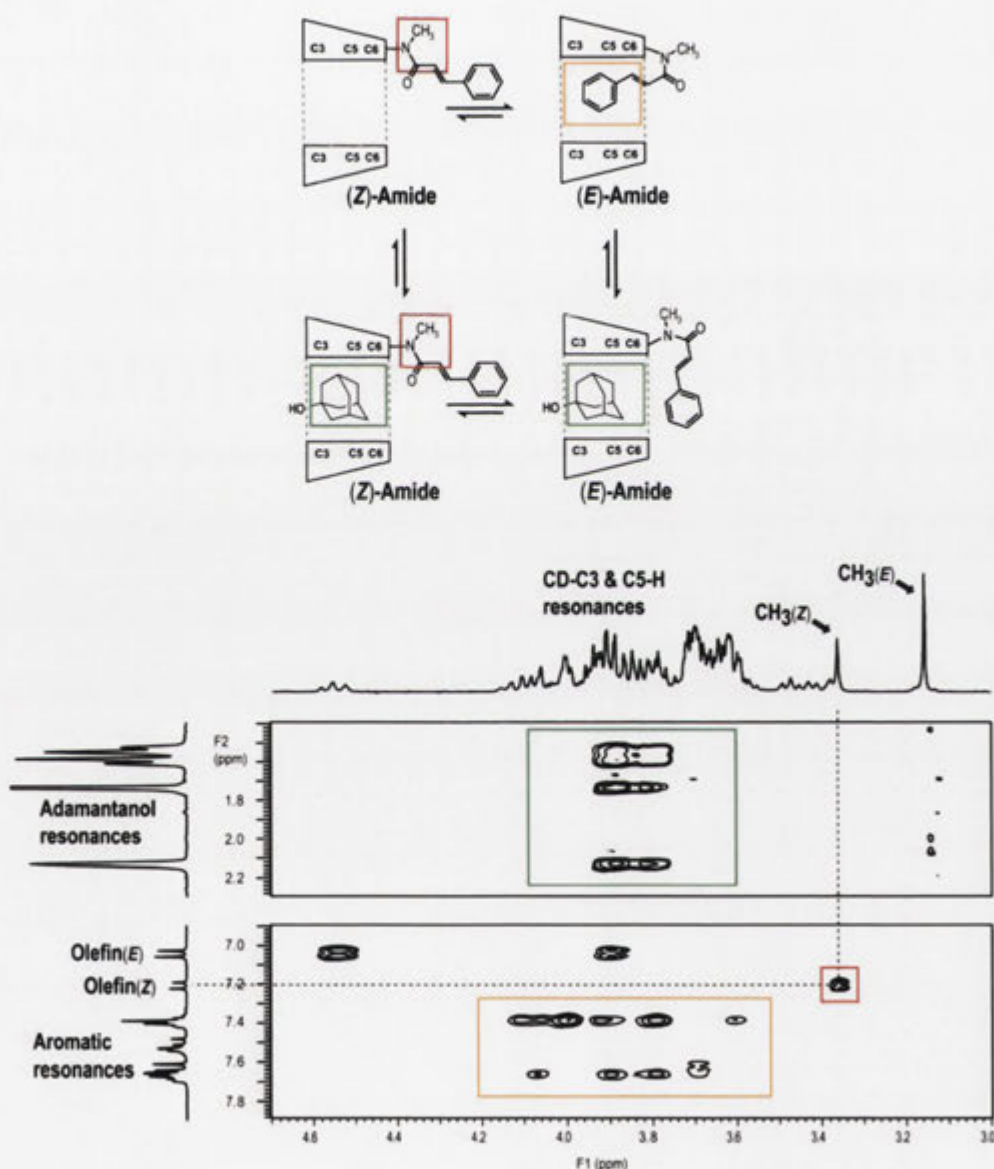 C3 C5 C6 N CH3 O
C3 C5 C6
(Z)-Amide
C3 C5 C6 N CH3 O
C3 C5 C6
(E)-Amide
C3 C5 C6 N CH3 O
HO
C3 C5 C6
(Z)-Amide
C3 C5 C6 N CH3 O
HO
C3 C5 C6
(E)-Amide
CD-C3 & C5-H
resonances
CH3(Z)
CH3(E)
Adamantanol
resonances
F2
(ppm)
1.8
2.0
2.2
Olefin(E)
Olefin(Z)
Aromatic
resonances
7.0
7.2
7.4
7.6
7.8
4.6 4.4 4.2 4.0 3.8 3.6 3.4 3.2 3.0
F1 (ppm)